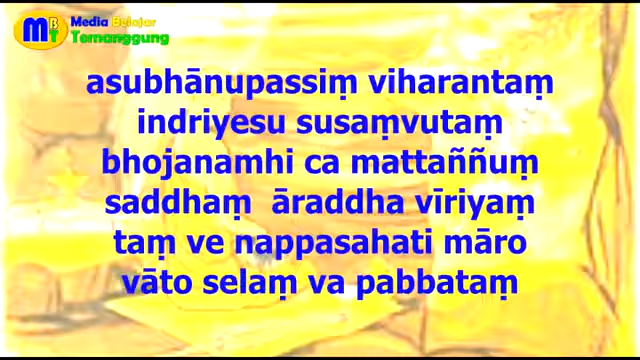 MBT Media Belajar
Temanggung
asubhānupassiṃ viharantaṃ
indriyesu susaṃvutaṃ
bhojanamhi ca mattaññuṃ
saddhaṃ āraddha vīriyaṃ
taṃ ve nappasahati māro
vāto selaṃ va pabbataṃ